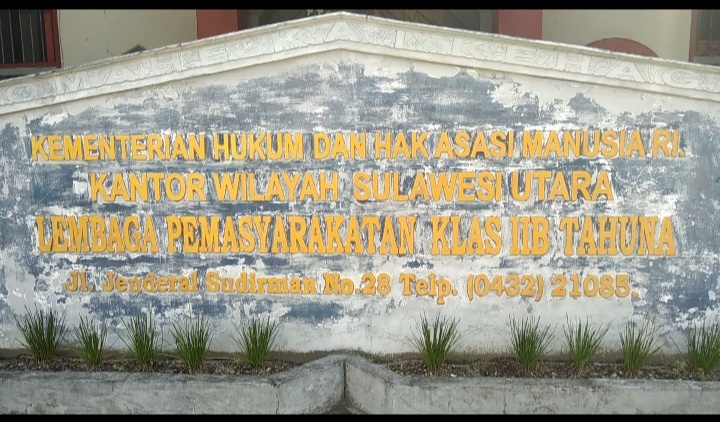 KEMENTERIAN HUKUM DAN HAK ASASI MANUSIA RI.
KANTOR WILAYAH SULAWESI UTARA
LEMBAGA PEMASYARAKATAN KLAS IIB TAHUNA
Jl. Jenderal Sudirman No.28 Telp. (0432) 21085.